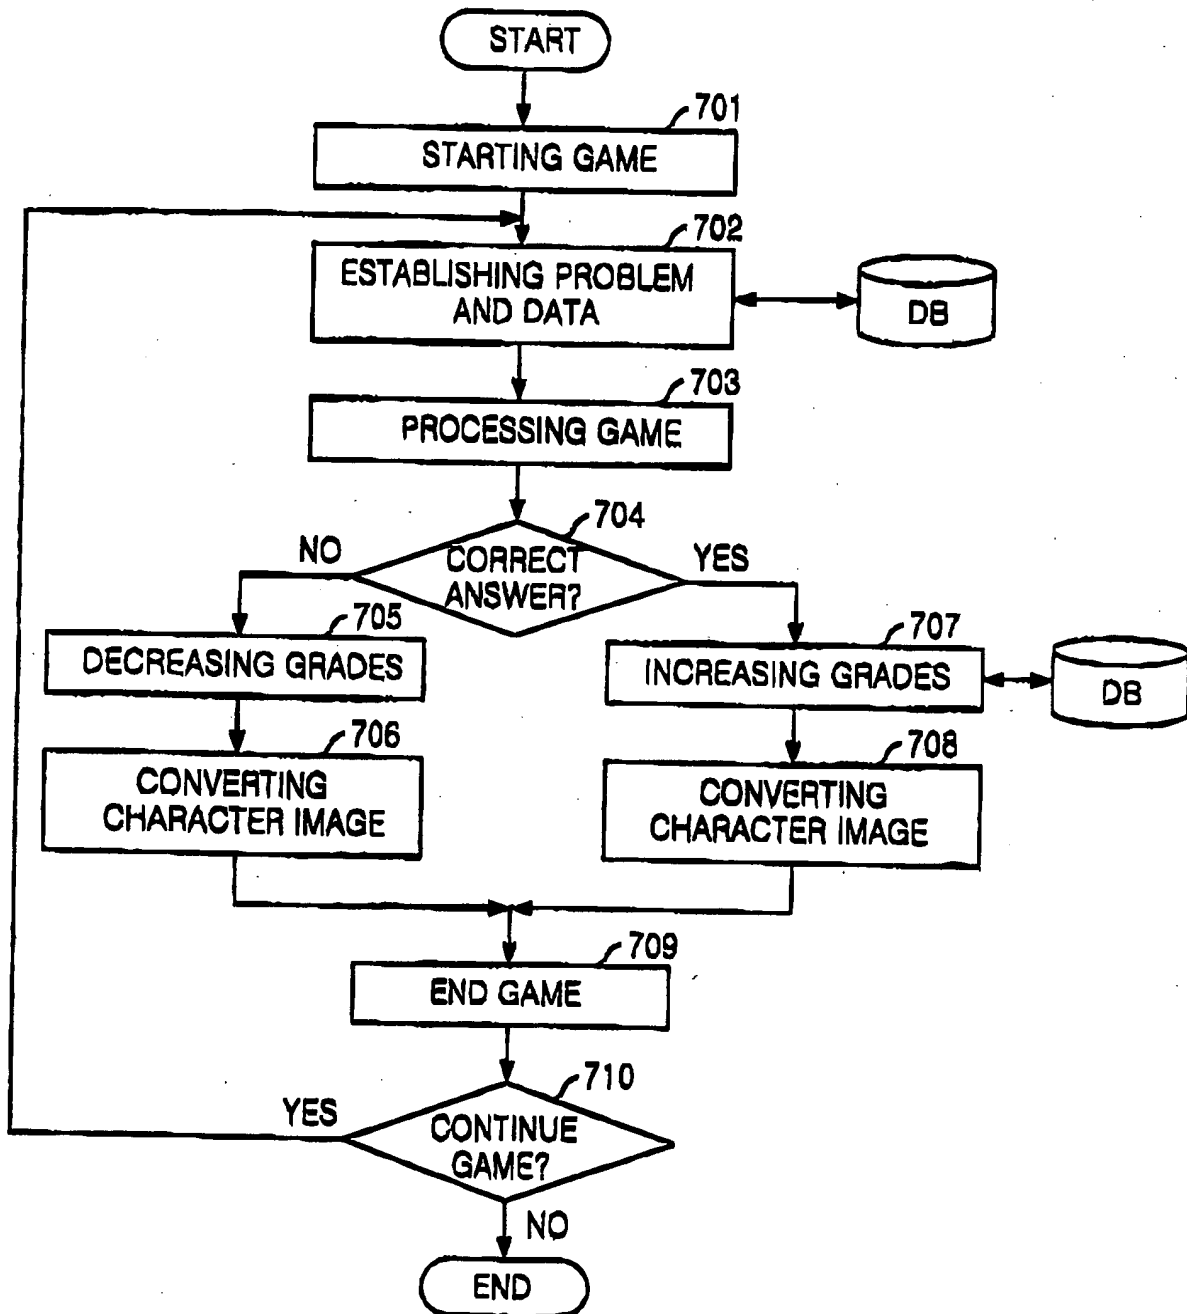 START
701
STARTING GAME
702
ESTABLISHING PROBLEM
AND DATA
DB
703
PROCESSING GAME
704
NO
CORRECT
ANSWER?
YES
705
DECREASING GRADES
707
INCREASING GRADES
DB
706
CONVERTING
CHARACTER IMAGE
708
CONVERTING
CHARACTER IMAGE
709
END GAME
710
YES
CONTINUE
GAME?
NO
END